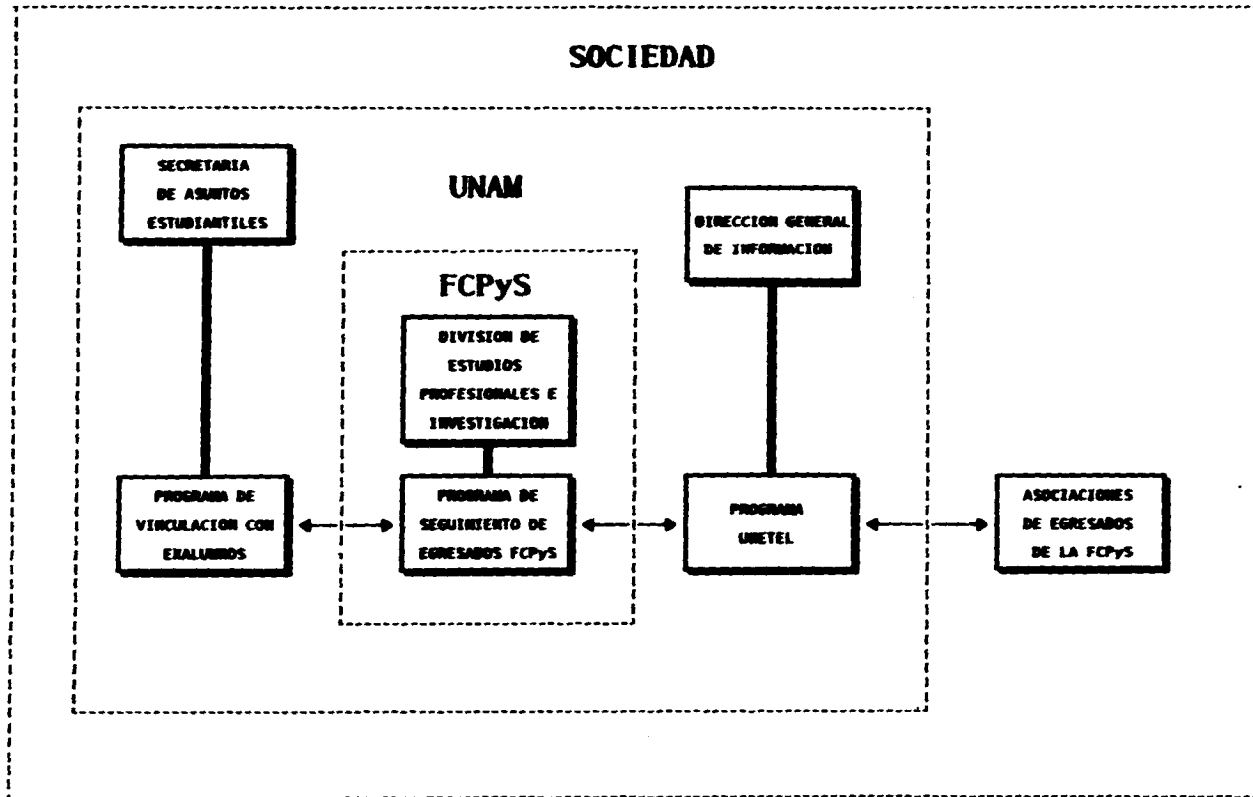 SOCIEDAD
UNAM
SECRETARIA
DE ASUNTOS
ESTUDIANTILES
DIRECCION GENERAL
DE INFORMACION
FCPyS
DIVISION DE
ESTUDIOS
PROFESIONALES E
INVESTIGACION
PROGRAMA DE
VINCULACION CON
EXALUMNOS
PROGRAMA DE
SEGUIMIENTO DE
EGRESADOS FCPyS
PROGRAMA
UNETEL
ASOCIACIONES
DE EGRESADOS
DE LA FCPyS